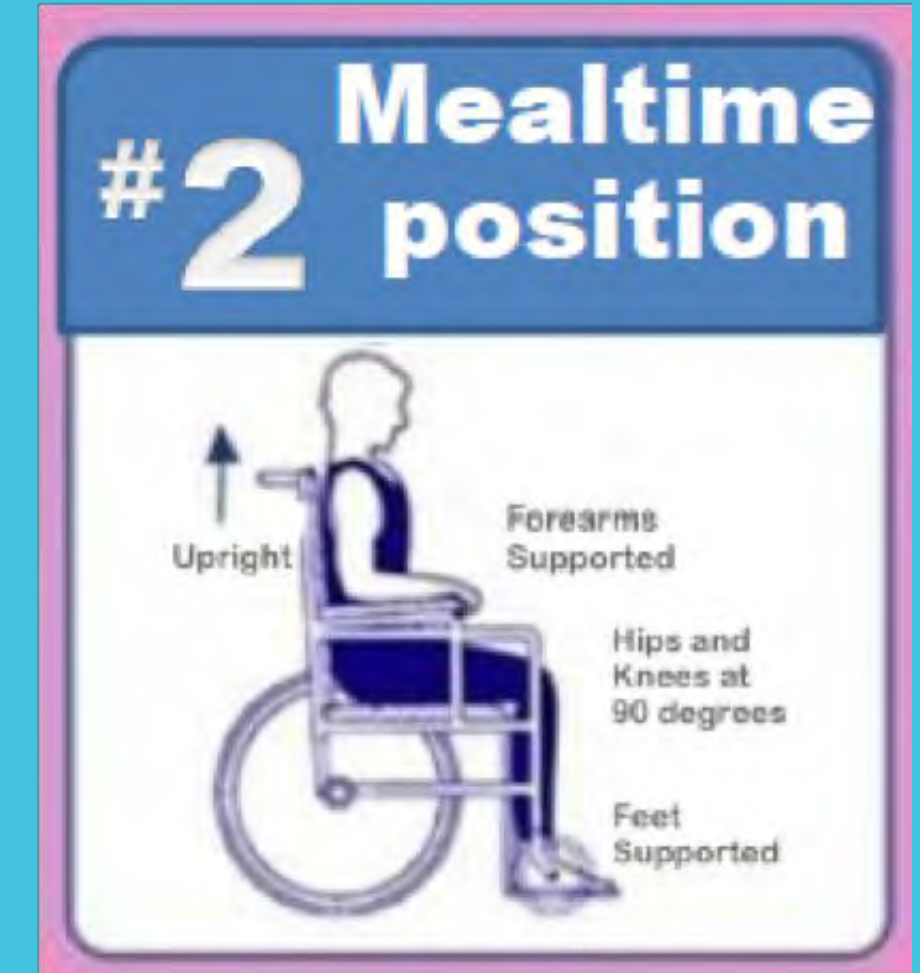 #2 Mealtime
position
Upright
Forearms
Supported
Hips and
Knees at
90 degrees
Feet
Supported